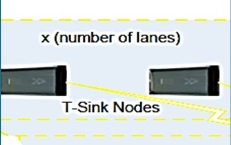 x (number of lanes)
T-Sink Nodes